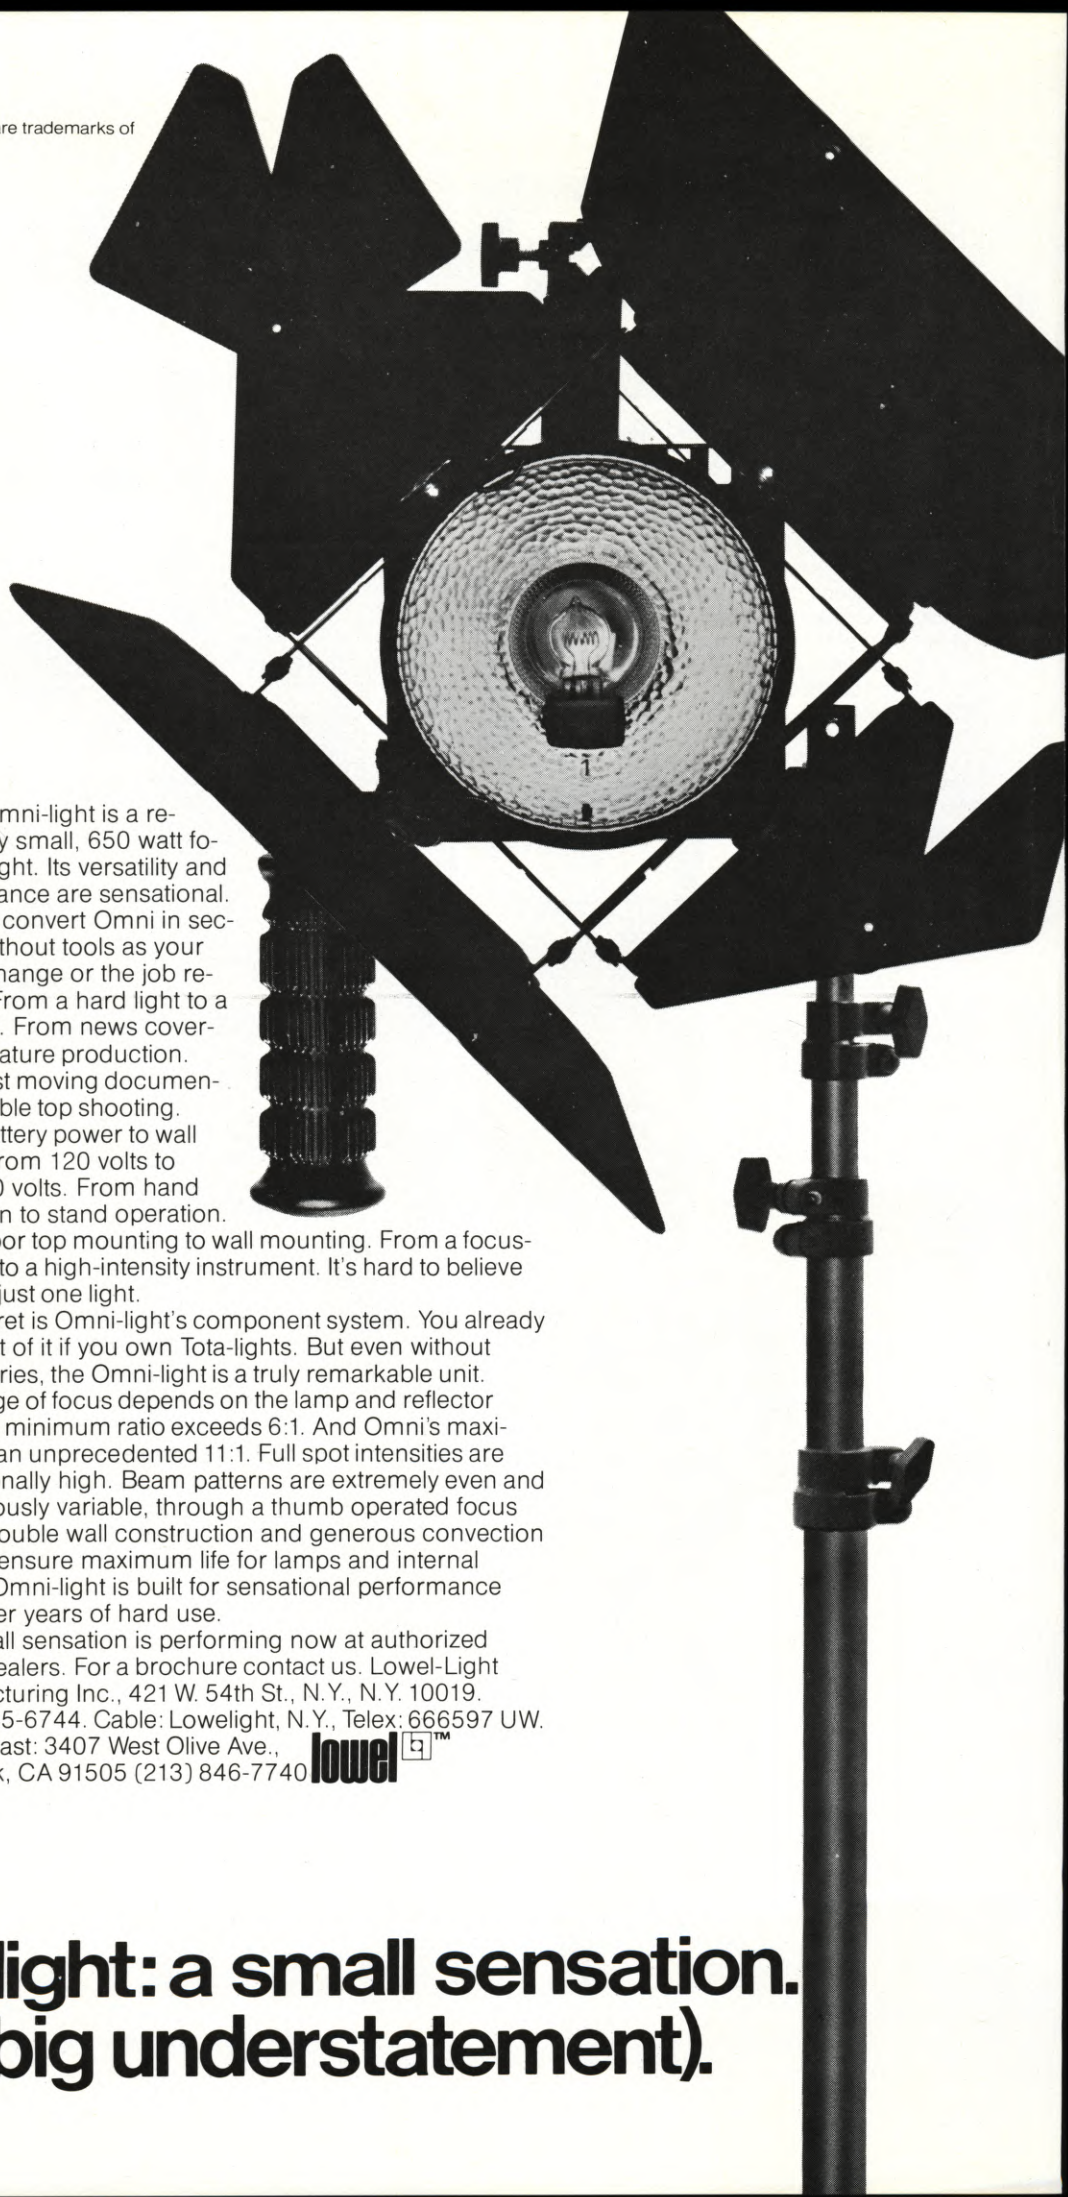 re trademarks of
1
mni-light is a re-
y small, 650 watt fo-
ght. Its versatility and
ance are sensational.
convert Omni in sec-
thout tools as your
hange or the job re-
From a hard light to a
. From news cover-
ature production.
st moving documen-
ble top shooting.
ttery power to wall
rom 120 volts to
0 volts. From hand
n to stand operation.
oor top mounting to wall mounting. From a focus-
to a high-intensity instrument. It's hard to believe
just one light.
ret is Omni-light's component system. You already
t of it if you own Tota-lights. But even without
ries, the Omni-light is a truly remarkable unit.
ge of focus depends on the lamp and reflector
minimum ratio exceeds 6:1. And Omni's maxi-
an unprecedented 11:1. Full spot intensities are
nally high. Beam patterns are extremely even and
ously variable, through a thumb operated focus
ouble wall construction and generous convection
ensure maximum life for lamps and internal
Omni-light is built for sensational performance
er years of hard use.
all sensation is performing now at authorized
ealers. For a brochure contact us. Lowel-Light
cturing Inc., 421 W. 54th St., N.Y., N.Y. 10019.
5-6744. Cable: Lowelight, N.Y., Telex: 666597 UW.
ast: 3407 West Olive Ave.,
k, CA 91505 (213) 846-7740 lowel ™
light: a small sensation.
big understatement).